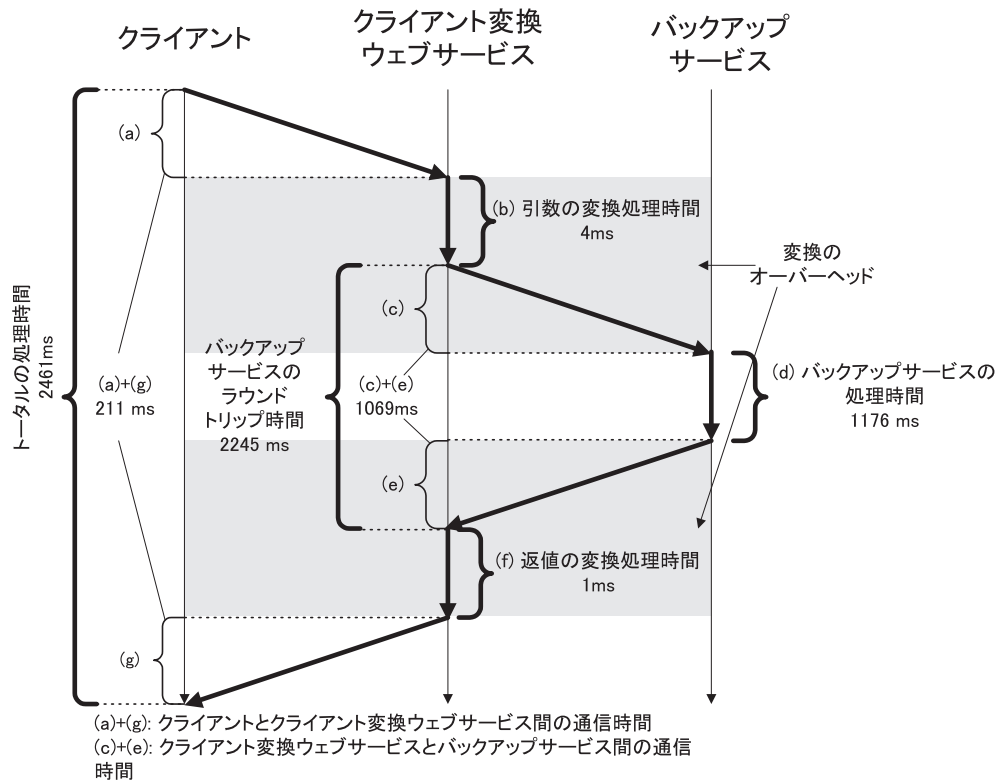 クライアント
クライアント変換
ウェブサービス
バックアップ
サービス
(a)
(b) 引数の変換処理時間
4ms
変換の
オーバーヘッド
(c)
トータルの処理時間
2461ms
(a)+(g)
211 ms
バックアップ
サービスの
ラウンド
トリップ時間
2245 ms
(c)+(e)
1069ms
(d) バックアップサービスの
処理時間
1176 ms
(e)
(f) 返値の変換処理時間
1ms
(g)
(a)+(g): クライアントとクライアント変換ウェブサービス間の通信時間
(c)+(e): クライアント変換ウェブサービスとバックアップサービス間の通信
時間